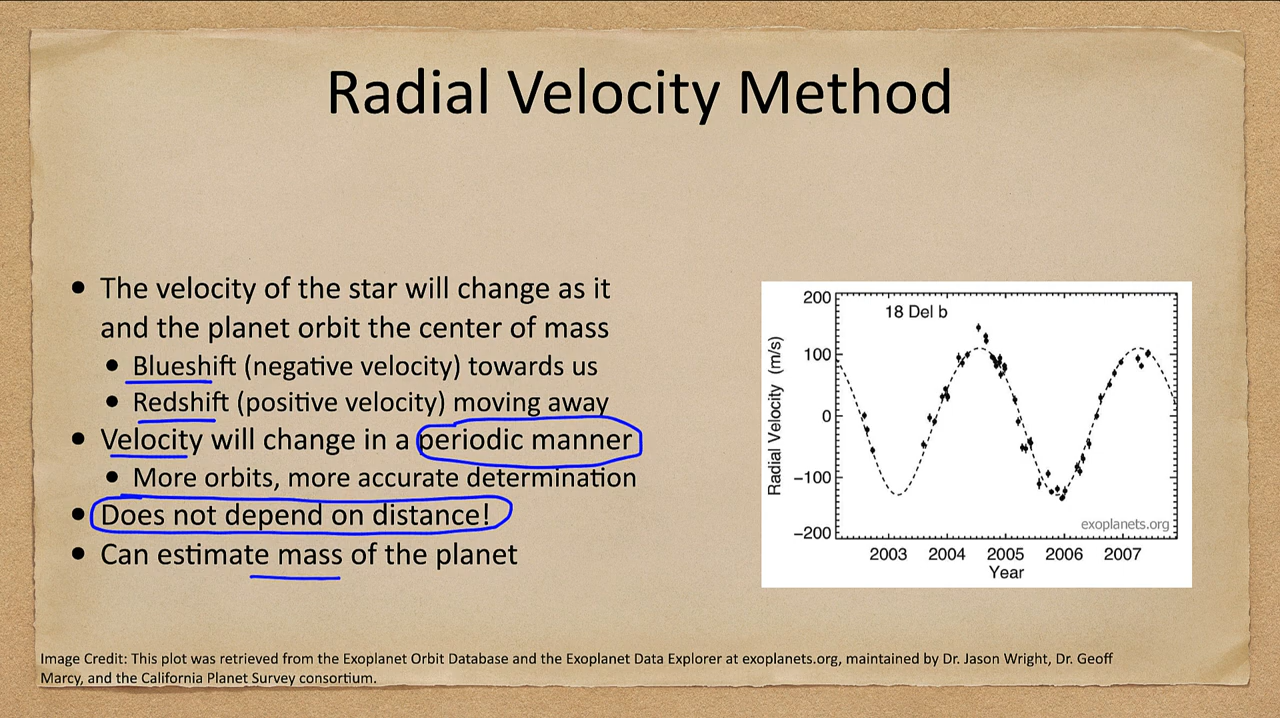 Radial Velocity Method
• The velocity of the star will change as it
and the planet orbit the center of mass
• Blueshift (negative velocity) towards us
• Redshift (positive velocity) moving away
• Velocity will change in a periodic manner
• More orbits, more accurate determination
• Does not depend on distance!
• Can estimate mass of the planet
18 Del b
Radial Velocity (m/s)
200
100
0
−100
−200
exoplanets.org
2003 2004 2005 2006 2007
Year
Image Credit: This plot was retrieved from the Exoplanet Orbit Database and the Exoplanet Data Explorer at exoplanets.org, maintained by Dr. Jason Wright, Dr. Geoff
Marcy, and the California Planet Survey consortium.